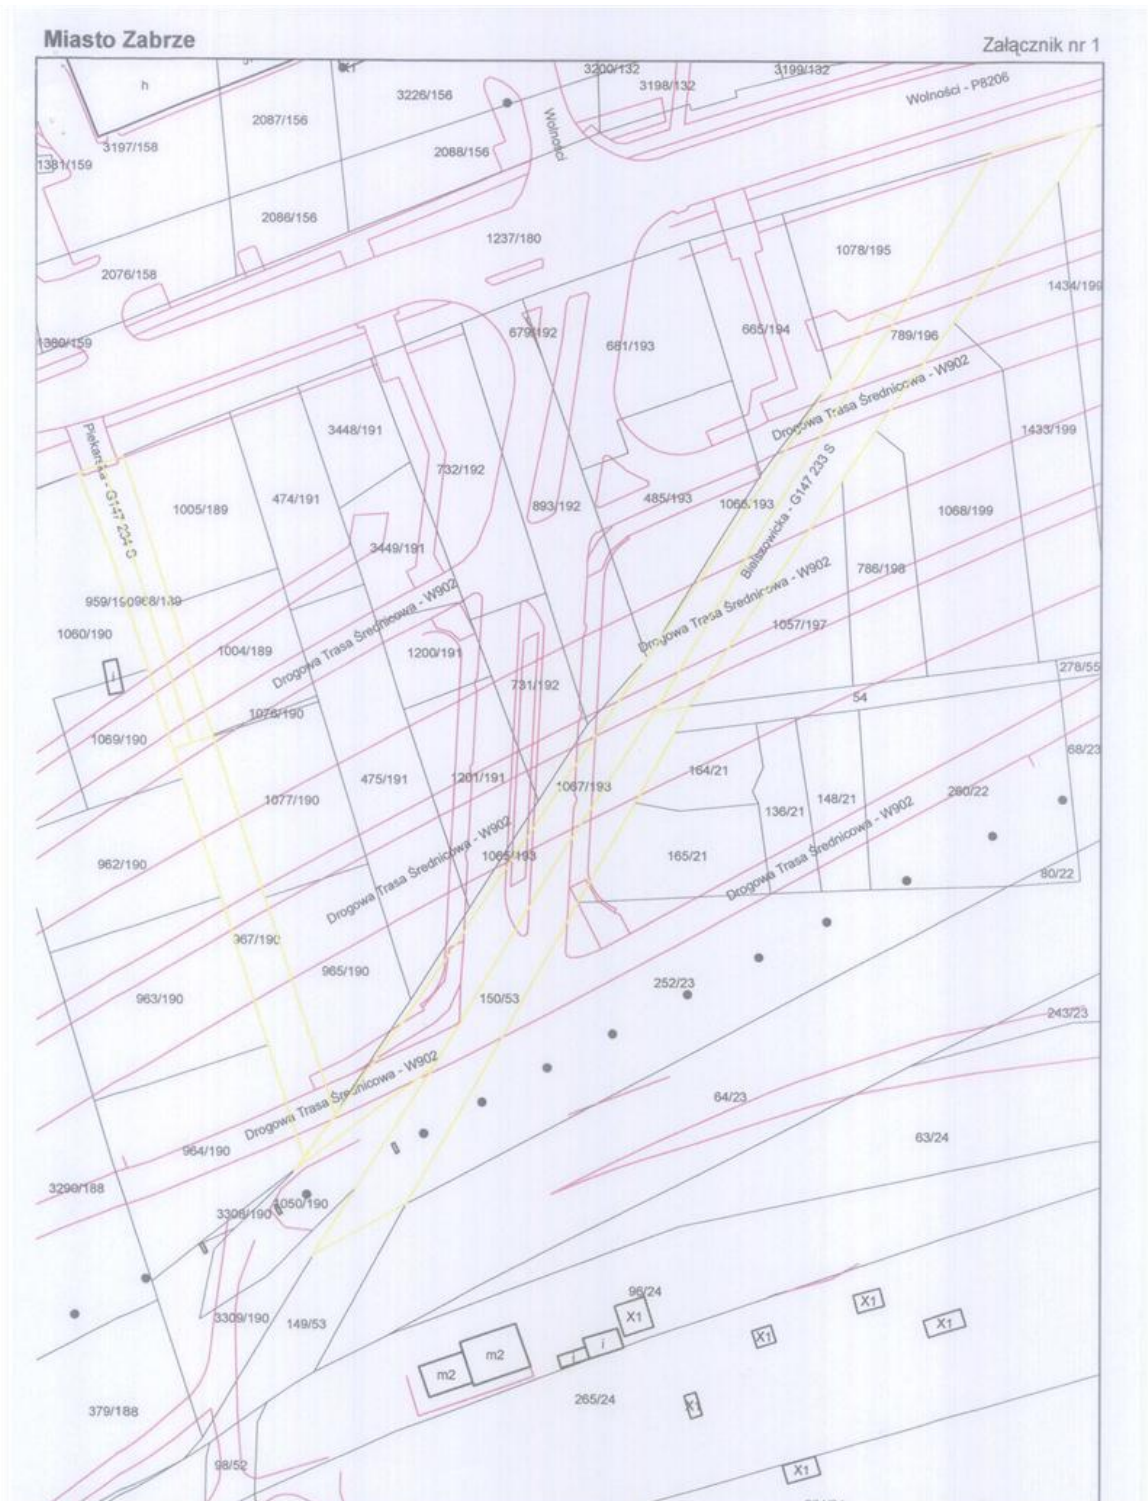 Miasto Zabrze
Załącznik nr 1
h
3200/132
3199/132
3226/156
3198/132
Wolności - P8206
2087/156
Wolności
3197/158
2088/156
1381/159
2086/156
1237/180
1078/195
2076/158
1434/199
679/192
665/194
789/196
1380/159
681/193
Drogowa Trasa Średnicowa - W902
3448/191
1433/199
Piekarska - G147 234 S
732/192
474/191
485/193
1066/193
Bielszowicka - G147 233 S
1005/189
893/192
1068/199
3449/191
786/198
959/190
968/189
Drogowa Trasa Średnicowa - W902
Drogowa Trasa Średnicowa - W902
1060/190
1057/197
1004/189
1200/191
278/55
i
731/192
54
1076/190
1069/190
68/23
475/191
1201/191
1067/193
164/21
1077/190
148/21
260/22
136/21
Drogowa Trasa Średnicowa - W902
Drogowa Trasa Średnicowa - W902
962/190
1065/193
165/21
80/22
967/190
965/190
963/190
150/53
252/23
243/23
Drogowa Trasa Średnicowa - W902
64/23
964/190
63/24
3290/188
1050/190
3308/190
96/24
X1
X1
3309/190
149/53
X1
X1
i
m2
m2
i
265/24
X1
379/188
98/52
X1